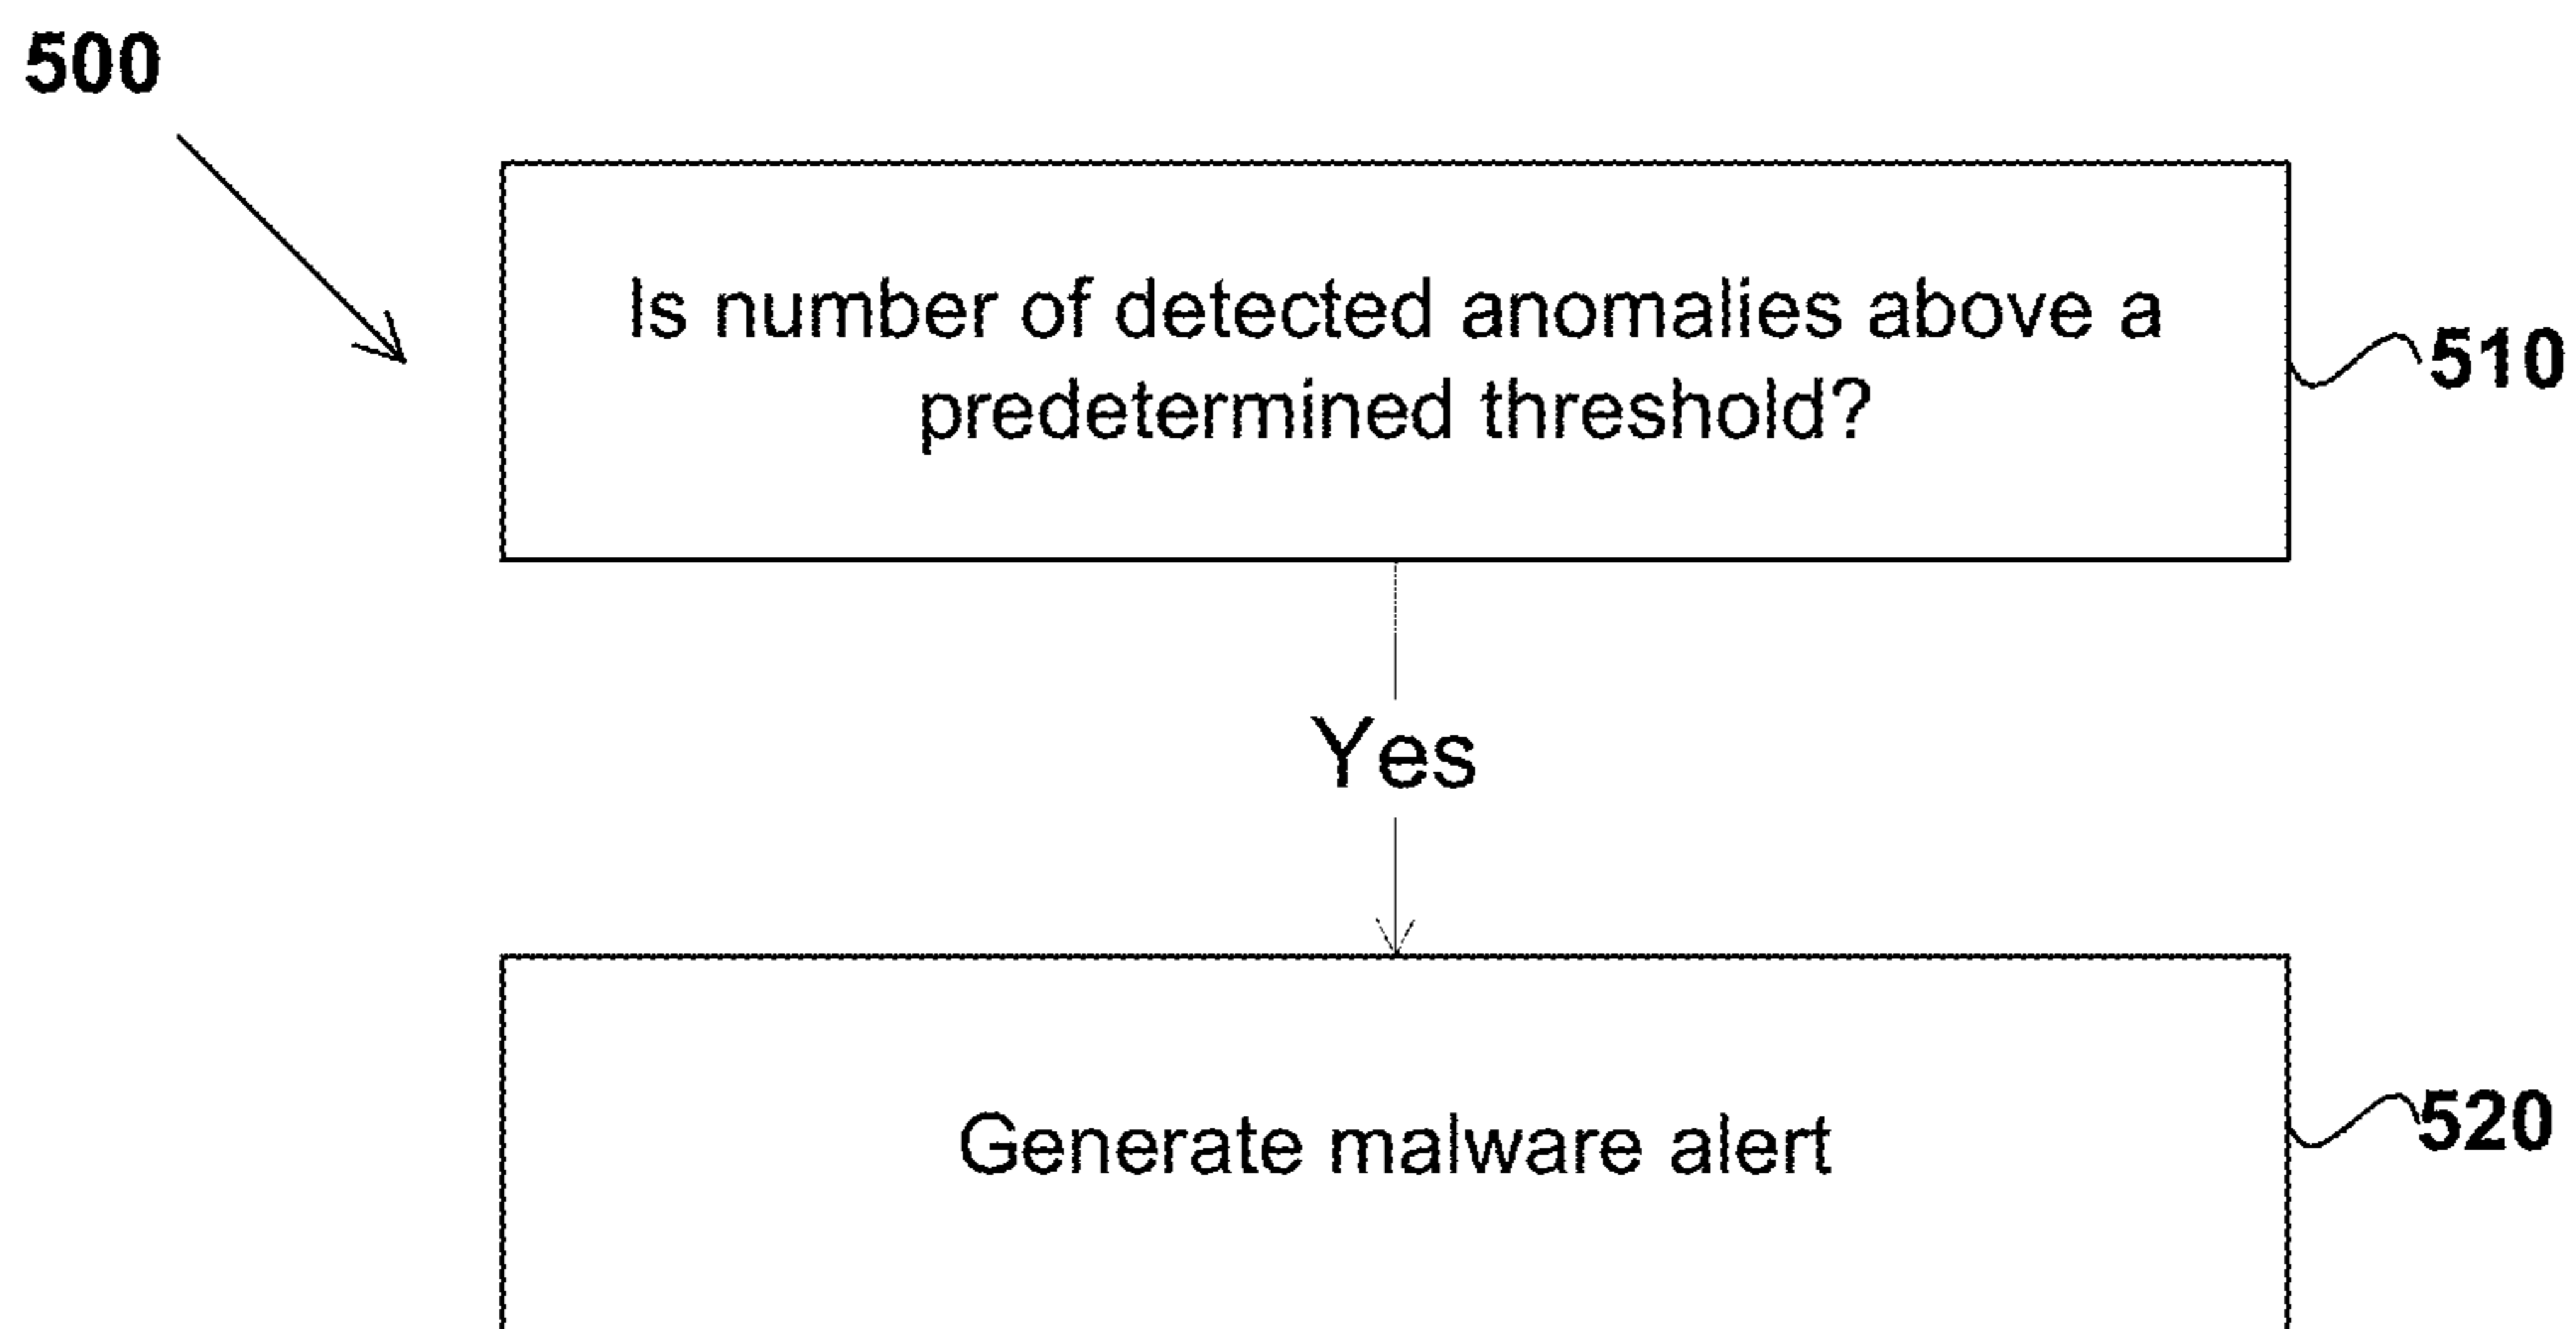 500
Is number of detected anomalies above a
predetermined threshold?
510
Yes
Generate malware alert
520